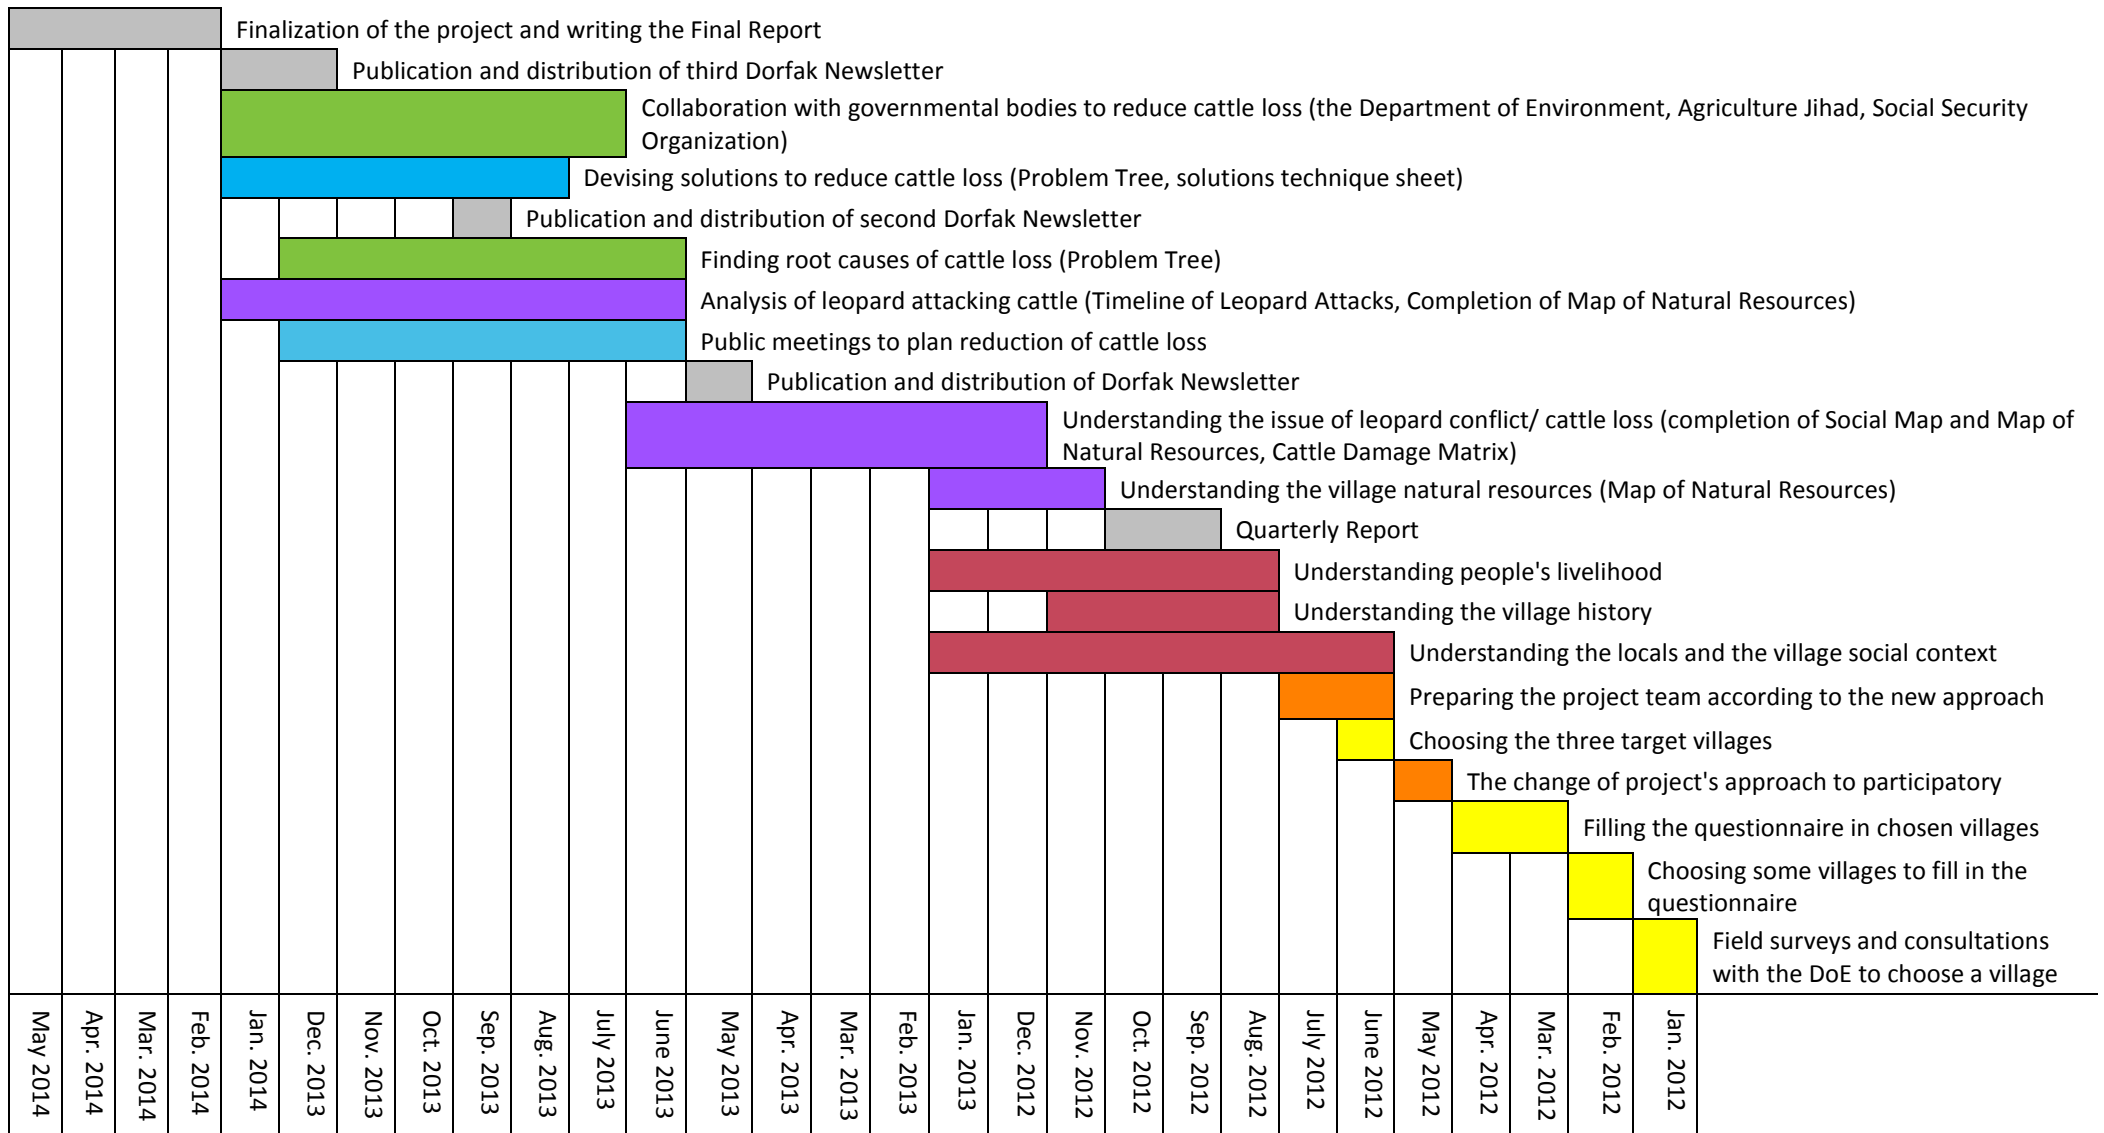 Finalization of the project and writing the Final Report
Publication and distribution of third Dorfak Newsletter
Collaboration with governmental bodies to reduce cattle loss (the Department of Environment, Agriculture Jihad, Social Security
Organization)
Devising solutions to reduce cattle loss (Problem Tree, solutions technique sheet)
Publication and distribution of second Dorfak Newsletter
Finding root causes of cattle loss (Problem Tree)
Analysis of leopard attacking cattle (Timeline of Leopard Attacks, Completion of Map of Natural Resources)
Public meetings to plan reduction of cattle loss
Publication and distribution of Dorfak Newsletter
Understanding the issue of leopard conflict/ cattle loss (completion of Social Map and Map of
Natural Resources, Cattle Damage Matrix)
Understanding the village natural resources (Map of Natural Resources)
Quarterly Report
Understanding people's livelihood
Understanding the village history
Understanding the locals and the village social context
Preparing the project team according to the new approach
Choosing the three target villages
The change of project's approach to participatory
Filling the questionnaire in chosen villages
Choosing some villages to fill in the
questionnaire
Field surveys and consultations
with the DoE to choose a village
May 2014
Apr. 2014
Mar. 2014
Feb. 2014
Jan. 2014
Dec. 2013
Nov. 2013
Oct. 2013
Sep. 2013
Aug. 2013
July 2013
June 2013
May 2013
Apr. 2013
Mar. 2013
Feb. 2013
Jan. 2013
Dec. 2012
Nov. 2012
Oct. 2012
Sep. 2012
Aug. 2012
July 2012
June 2012
May 2012
Apr. 2012
Mar. 2012
Feb. 2012
Jan. 2012